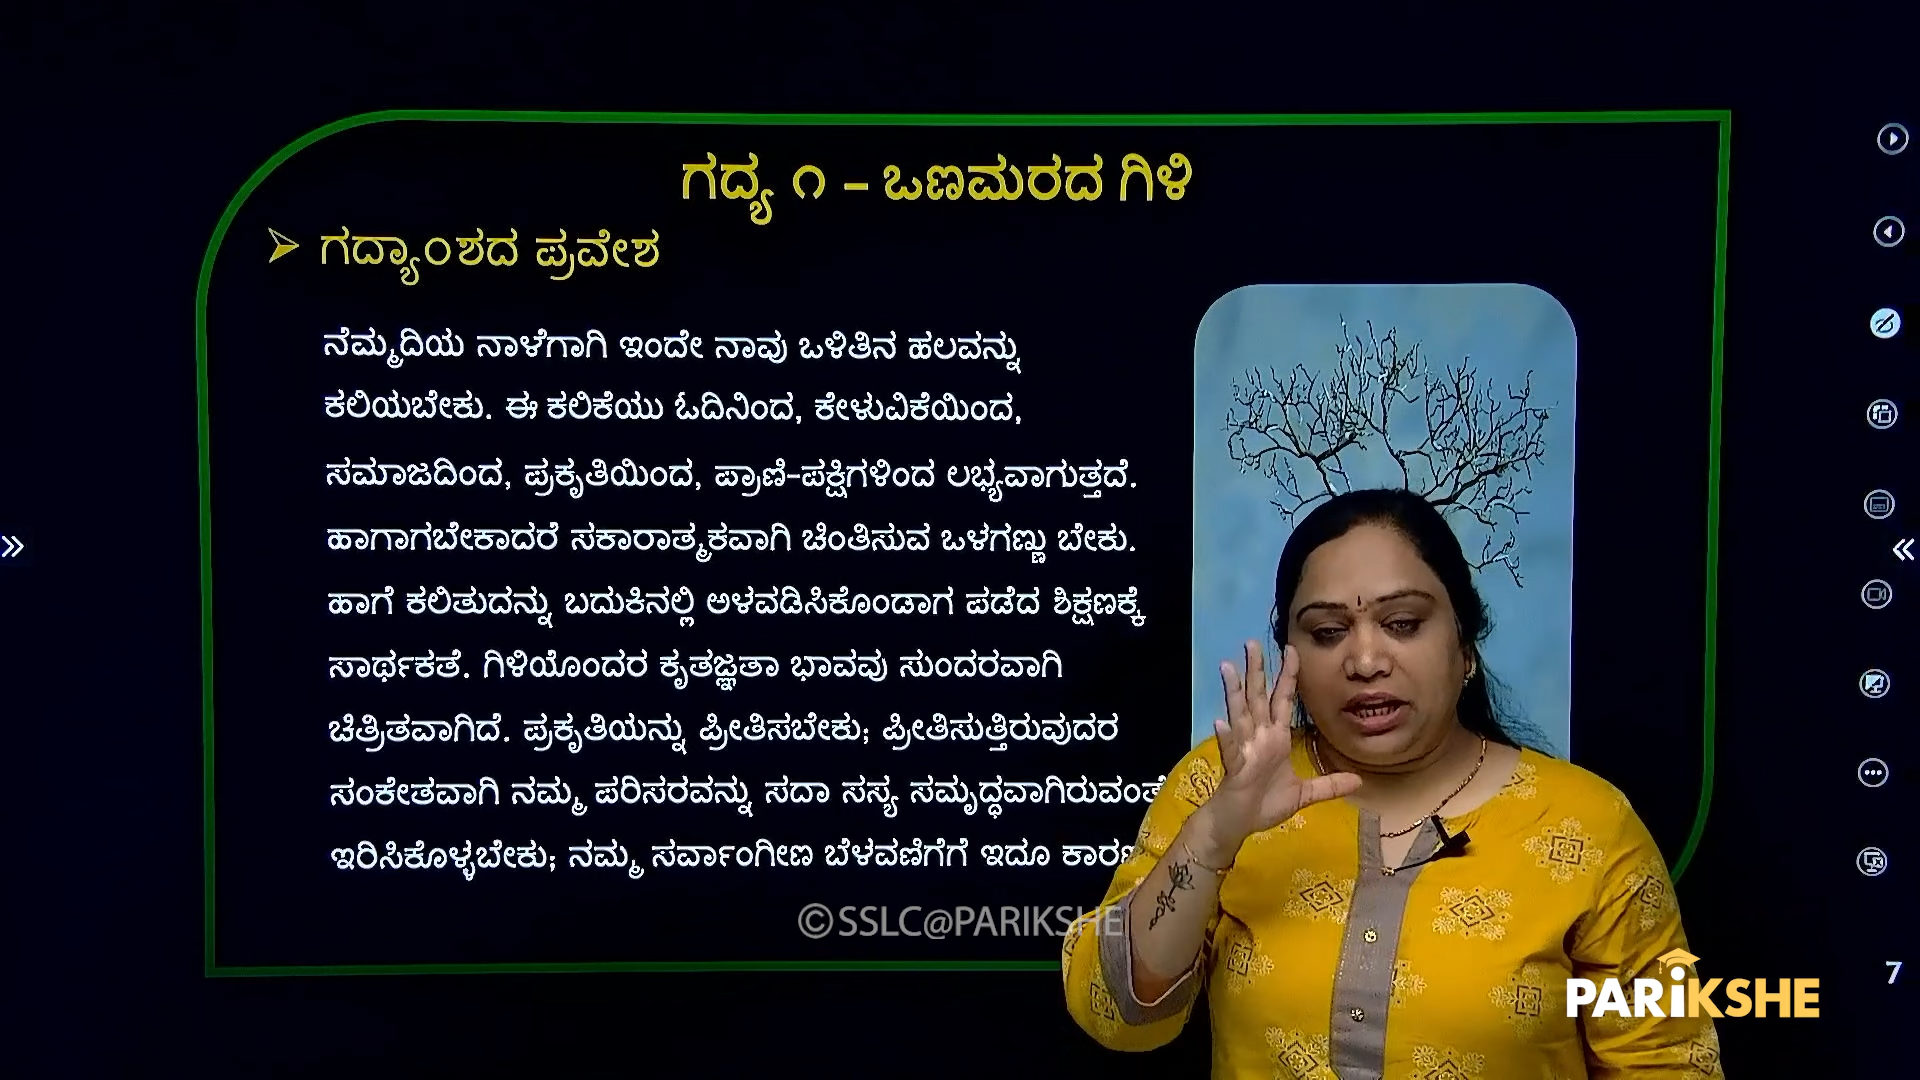 ಗದ್ಯ ೧ – ಒಣಮರದ ಗಿಳಿ
ಗದ್ಯಾಂಶದ ಪ್ರವೇಶ
ನೆಮ್ಮದಿಯ ನಾಳೆಗಾಗಿ ಇಂದೇ ನಾವು ಒಳಿತಿನ ಹಲವನ್ನು
ಕಲಿಯಬೇಕು. ಈ ಕಲಿಕೆಯು ಓದಿನಿಂದ, ಕೇಳುವಿಕೆಯಿಂದ,
ಸಮಾಜದಿಂದ, ಪ್ರಕೃತಿಯಿಂದ, ಪ್ರಾಣಿ-ಪಕ್ಷಿಗಳಿಂದ ಲಭ್ಯವಾಗುತ್ತದೆ.
ಹಾಗಾಗಬೇಕಾದರೆ ಸಕಾರಾತ್ಮಕವಾಗಿ ಚಿಂತಿಸುವ ಒಳಗಣ್ಣು ಬೇಕು.
ಹಾಗೆ ಕಲಿತುದನ್ನು ಬದುಕಿನಲ್ಲಿ ಅಳವಡಿಸಿಕೊಂಡಾಗ ಪಡೆದ ಶಿಕ್ಷಣಕ್ಕೆ
ಸಾರ್ಥಕತೆ. ಗಿಳಿಯೊಂದರ ಕೃತಜ್ಞತಾ ಭಾವವು ಸುಂದರವಾಗಿ
ಚಿತ್ರಿತವಾಗಿದೆ. ಪ್ರಕೃತಿಯನ್ನು ಪ್ರೀತಿಸಬೇಕು; ಪ್ರೀತಿಸುತ್ತಿರುವುದರ
ಸಂಕೇತವಾಗಿ ನಮ್ಮ ಪರಿಸರವನ್ನು ಸದಾ ಸಸ್ಯ ಸಮೃದ್ಧವಾಗಿರುವಂತೆ
ಇರಿಸಿಕೊಳ್ಳಬೇಕು; ನಮ್ಮ ಸರ್ವಾಂಗೀಣ ಬೆಳವಣಿಗೆಗೆ ಇದೂ ಕಾರಣ
©SSLC@PARIKSHE
7
PARiKSHE